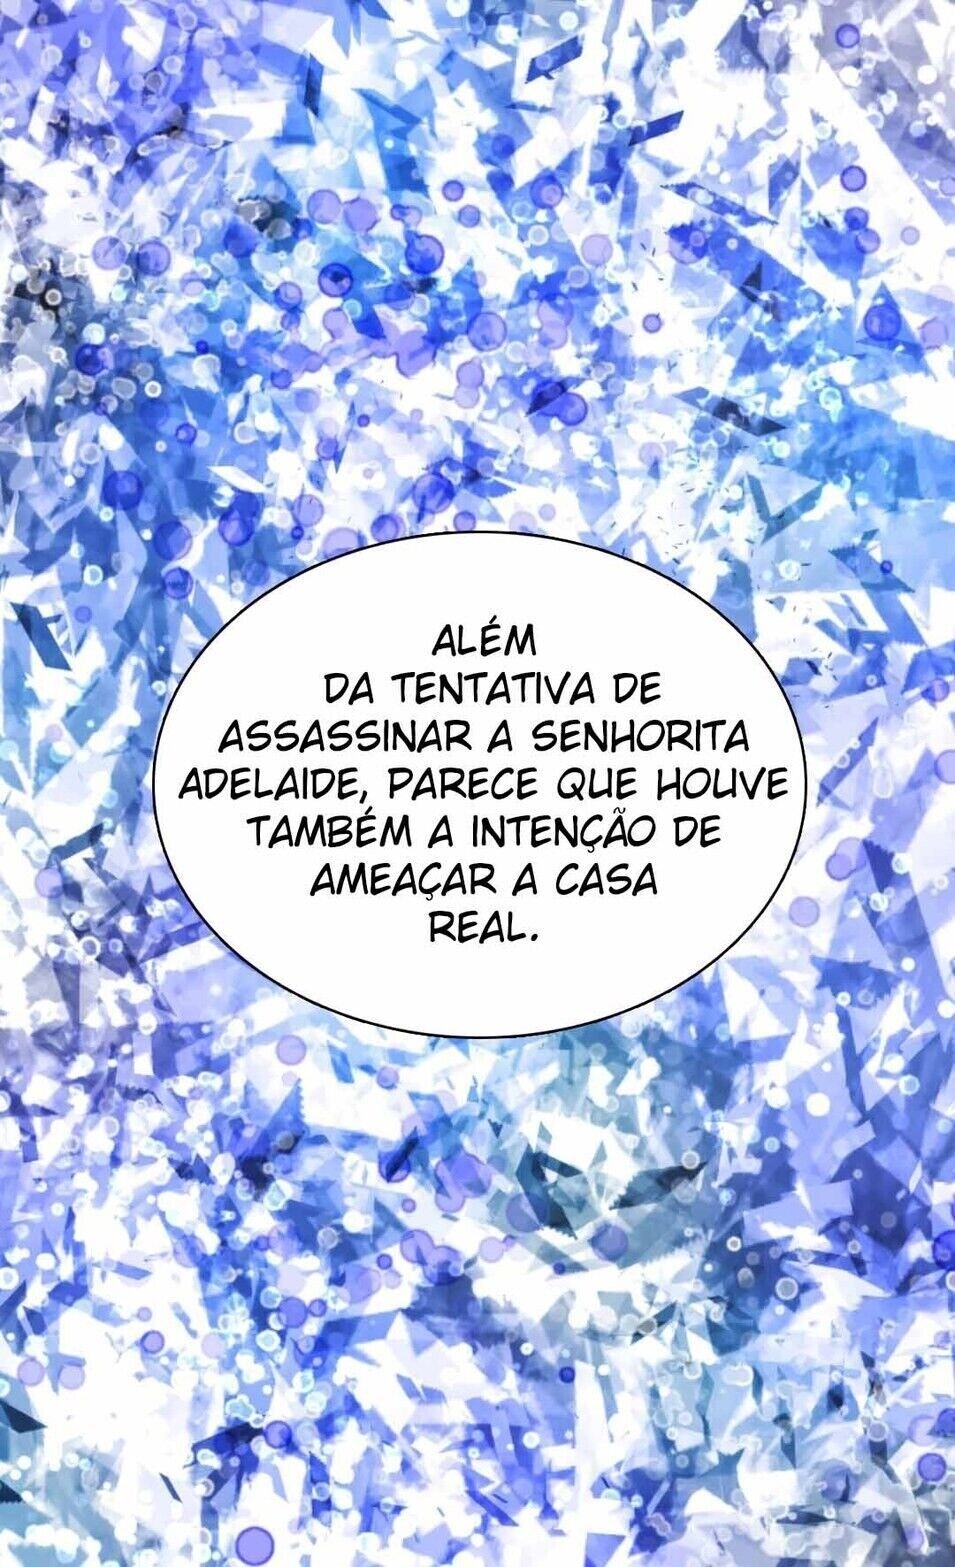 ALÉM
DA TENTATIVA DE
ASSASSINAR A SENHORITA
ADELAIDE, PARECE QUE HOUVE
TAMBÉM A INTENÇÃO DE
AMEAÇAR A CASA
REAL.